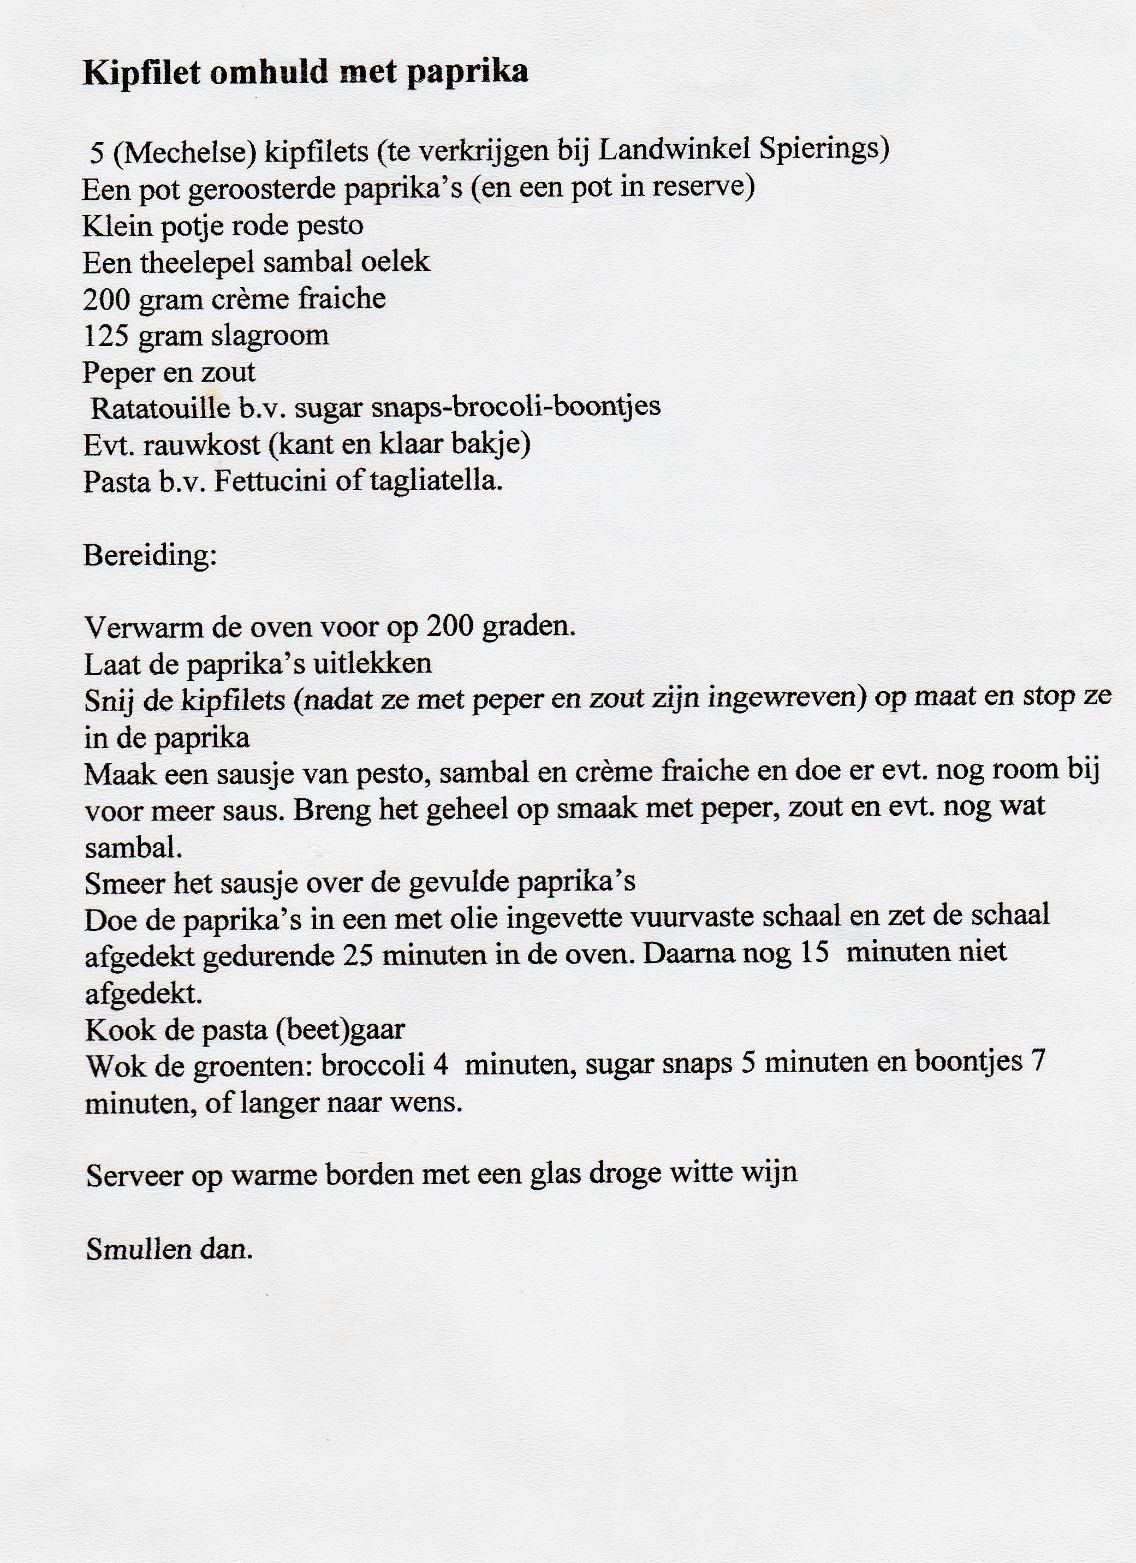 Kipfilet omhuld met paprika
5 (Mechelse) kipfilets (te verkrijgen bij Landwinkel Spierings)
Een pot geroosterde paprika's (en een pot in reserve)
Klein potje rode pesto
Een theelepel sambal oelek
200 gram crème fraiche
125 gram slagroom
Peper en zout
Ratatouille b.v. sugar snaps-brocoli-boontjes
Evt. rauwkost (kant en klaar bakje)
Pasta b.v. Fettucini of tagliatella.
Bereiding:
Verwarm de oven voor op 200 graden.
Laat de paprika's uitlekken
Snij de kipfilets (nadat ze met peper en zout zijn ingewreven) op maat en stop ze
in de paprika
Maak een sausje van pesto, sambal en crème fraiche en doe er evt. nog room bij
voor meer saus. Breng het geheel op smaak met peper, zout en evt. nog wat
sambal.
Smeer het sausje over de gevulde paprika's
Doe de paprika's in een met olie ingevette vuurvaste schaal en zet de schaal
afgedekt gedurende 25 minuten in de oven. Daarna nog 15  minuten niet
afgedekt.
Kook de pasta (beet)gaar
Wok de groenten: broccoli 4  minuten, sugar snaps 5 minuten en boontjes 7
minuten, of langer naar wens.
Serveer op warme borden met een glas droge witte wijn
Smullen dan.